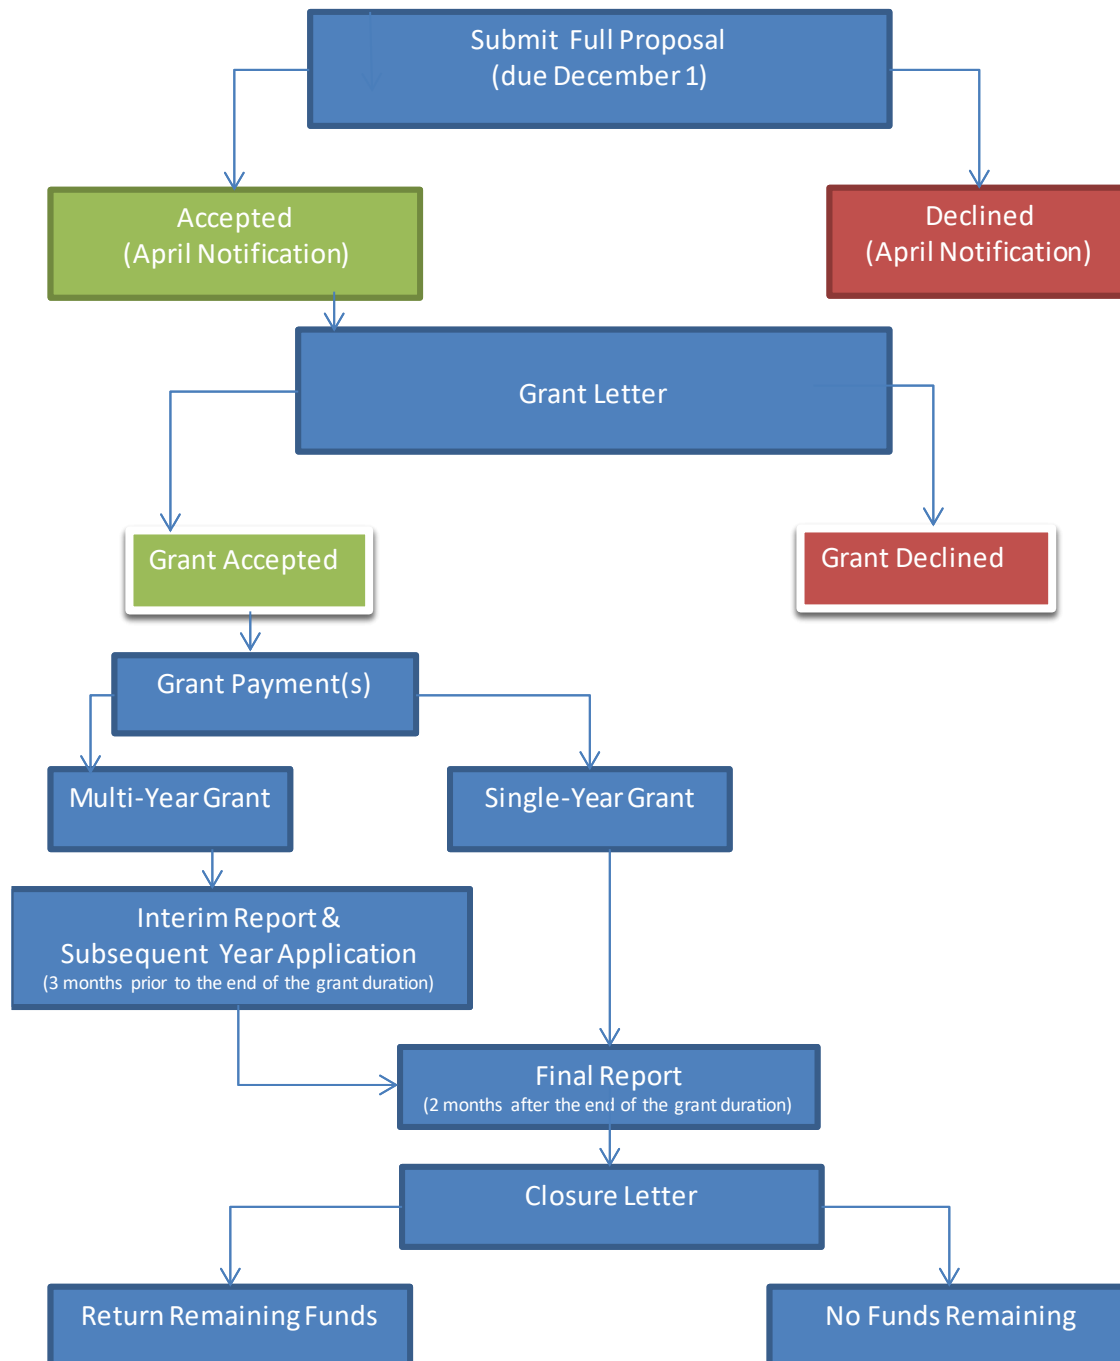 Submit Full Proposal
(due December 1)
Accepted
(April Notification)
Declined
(April Notification)
Grant Letter
Grant Accepted
Grant Declined
Grant Payment(s)
Multi-Year Grant
Single-Year Grant
Interim Report &
Subsequent Year Application
(3 months prior to the end of the grant duration)
Final Report
(2 months after the end of the grant duration)
Closure Letter
Return Remaining Funds
No Funds Remaining